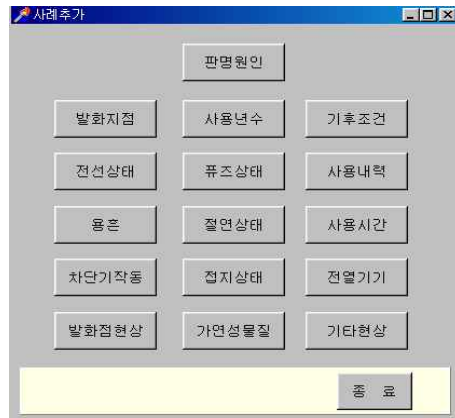 사례추가
판명원인
발화지점 사용년수 기후조건
전선상태 퓨즈상태 사용내력
용흔 절연상태 사용시간
차단기작동 접지상태 전열기기
발화점현상 가연성물질 기타현상
종 료